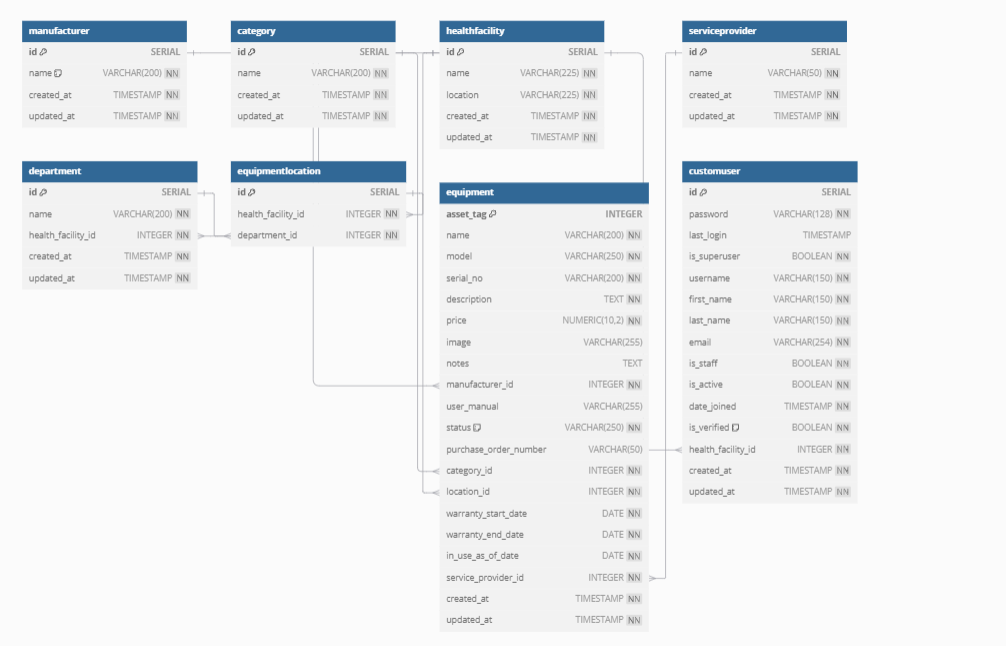 manufacturer
id SERIAL
name VARCHAR(200) NN
created_at TIMESTAMP NN
updated_at TIMESTAMP NN
category
id SERIAL
name VARCHAR(200) NN
created_at TIMESTAMP NN
updated_at TIMESTAMP NN
healthfacility
id SERIAL
name VARCHAR(225) NN
location VARCHAR(225) NN
created_at TIMESTAMP NN
updated_at TIMESTAMP NN
serviceprovider
id SERIAL
name VARCHAR(50) NN
created_at TIMESTAMP NN
updated_at TIMESTAMP NN
department
id SERIAL
name VARCHAR(200) NN
health_facility_id INTEGER NN
created_at TIMESTAMP NN
updated_at TIMESTAMP NN
equipmentlocation
id SERIAL
health_facility_id INTEGER NN
department_id INTEGER NN
equipment
asset_tag INTEGER
name VARCHAR(200) NN
model VARCHAR(250) NN
serial_no VARCHAR(200) NN
description TEXT NN
price NUMERIC(10,2) NN
image VARCHAR(255)
notes TEXT
manufacturer_id INTEGER NN
user_manual VARCHAR(255)
status VARCHAR(250) NN
purchase_order_number VARCHAR(50)
category_id INTEGER NN
location_id INTEGER NN
warranty_start_date DATE NN
warranty_end_date DATE NN
in_use_as_of_date DATE NN
service_provider_id INTEGER NN
created_at TIMESTAMP NN
updated_at TIMESTAMP NN
customuser
id SERIAL
password VARCHAR(128) NN
last_login TIMESTAMP
is_superuser BOOLEAN NN
username VARCHAR(150) NN
first_name VARCHAR(150) NN
last_name VARCHAR(150) NN
email VARCHAR(254) NN
is_staff BOOLEAN NN
is_active BOOLEAN NN
date_joined TIMESTAMP NN
is_verified BOOLEAN NN
health_facility_id INTEGER NN
created_at TIMESTAMP NN
updated_at TIMESTAMP NN